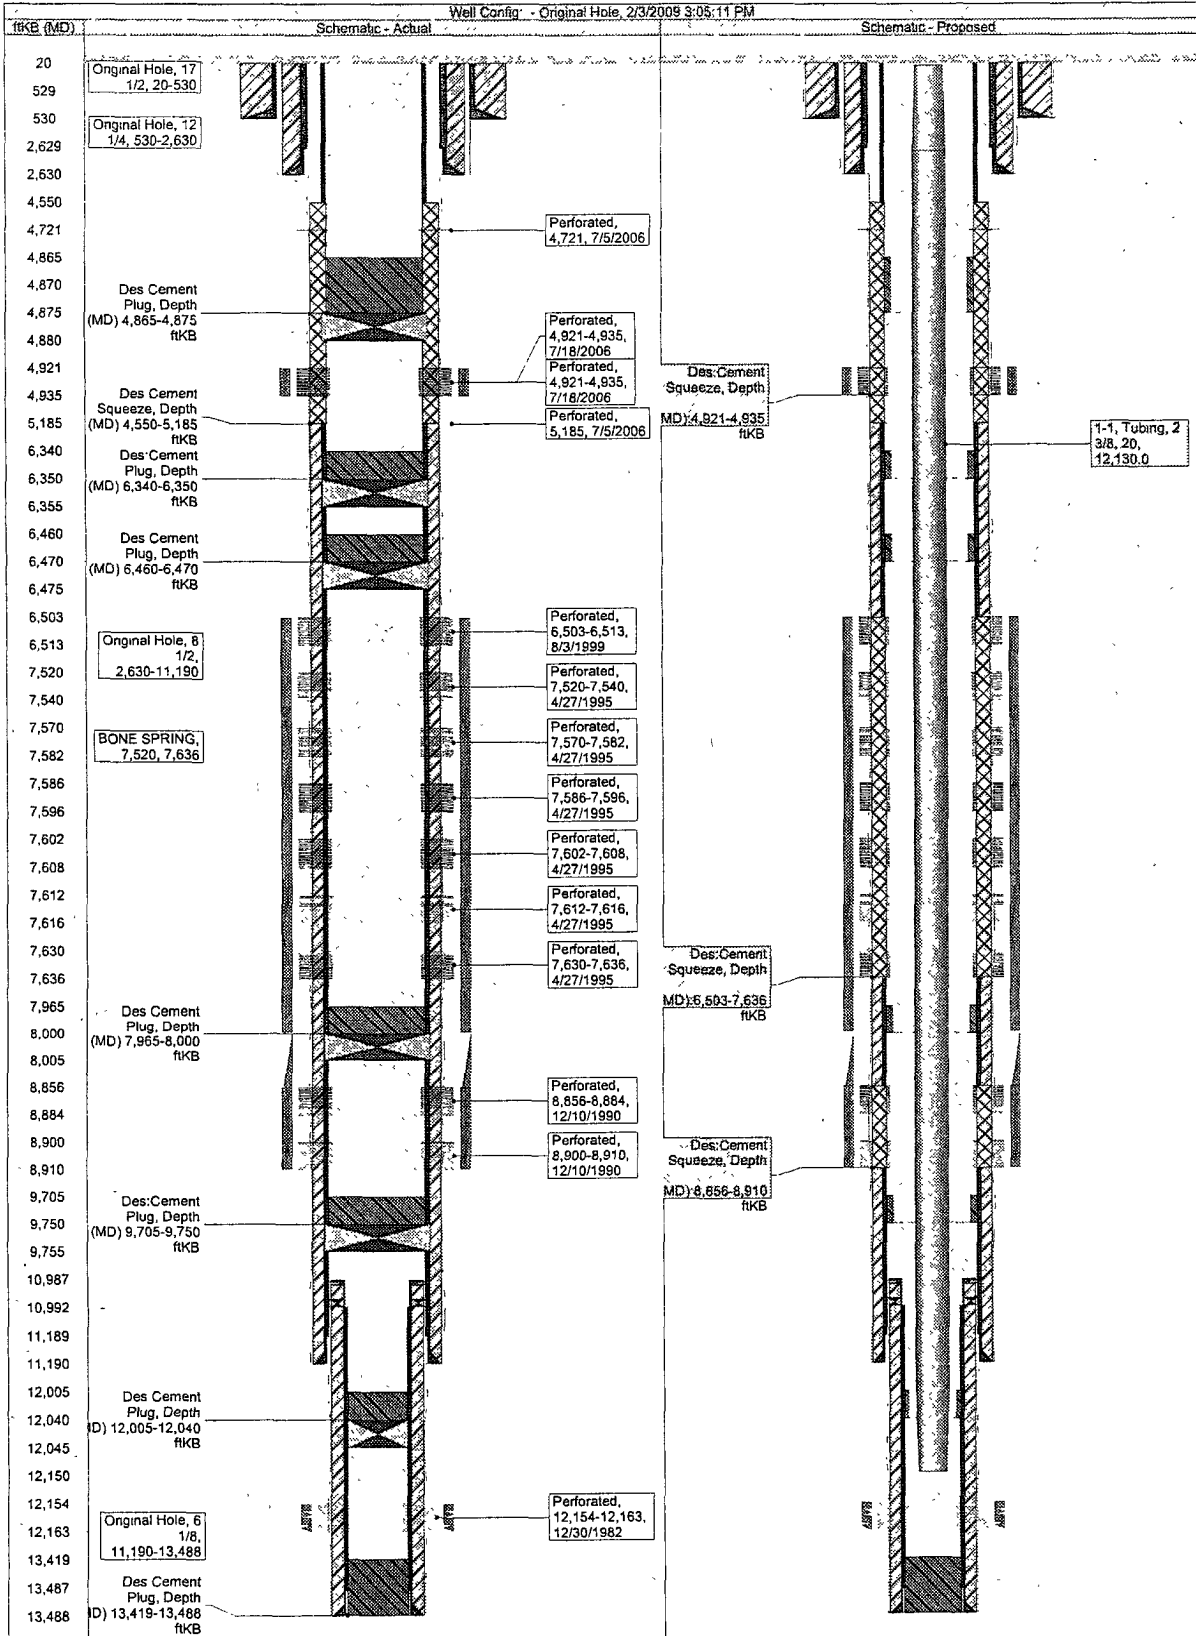 Well Config: - Original Hole, 2/3/2009 3:05:11 PM
ftKB (MD)
Schematic - Actual
Schematic - Proposed
20
529
530
2,629
2,630
4,550
4,721
4,865
4,870
4,875
4,880
4,921
4,935
5,185
6,340
6,350
6,355
6,460
6,470
6,475
6,503
6,513
7,520
7,540
7,570
7,582
7,586
7,596
7,602
7,608
7,612
7,616
7,630
7,636
7,965
8,000
8,005
8,856
8,884
8,900
8,910
9,705
9,750
9,755
10,987
10,992
11,189
11,190
12,005
12,040
12,045
12,150
12,154
12,163
13,419
13,487
13,488
Original Hole, 17
1/2, 20-530
Original Hole, 12
1/4, 530-2,630
Des Cement
Plug, Depth
(MD) 4,865-4,875
ftKB
Des Cement
Squeeze, Depth
(MD) 4,550-5,185
ftKB
Des:Cement
Plug, Depth
(MD) 6,340-6,350
ftKB
Des Cement
Plug, Depth
(MD) 6,460-6,470
ftKB
Original Hole, 8
1/2,
2,630-11,190
BONE SPRING,
7,520, 7,636
Des Cement
Plug, Depth
(MD) 7,965-8,000
ftKB
Des:Cement
Plug, Depth
(MD) 9,705-9,750
ftKB
Des Cement
Plug, Depth
ID) 12,005-12,040
ftKB
Original Hole, 6
1/8,
11,190-13,488
Des Cement
Plug, Depth
ID) 13,419-13,488
ftKB
Perforated,
4,721, 7/5/2006
Perforated,
4,921-4,935,
7/18/2006
Perforated,
4,921-4,935,
7/18/2006
Perforated,
5,185, 7/5/2006
Perforated,
6,503-6,513,
8/3/1999
Perforated,
7,520-7,540,
4/27/1995
Perforated,
7,570-7,582,
4/27/1995
Perforated,
7,586-7,596,
4/27/1995
Perforated,
7,602-7,608,
4/27/1995
Perforated,
7,612-7,616,
4/27/1995
Perforated,
7,630-7,636,
4/27/1995
Perforated,
8,856-8,884,
12/10/1990
Perforated,
8,900-8,910,
12/10/1990
Perforated,
12,154-12,163,
12/30/1982
Des:Cement
Squeeze, Depth
MD):4,921-4,935
ftKB
1-1, Tubing, 2
3/8, 20,
12,130.0
Des:Cement
Squeeze, Depth
MD):6,503-7,636
ftKB
Des:Cement
Squeeze, Depth
MD):8,856-8,910
ftKB